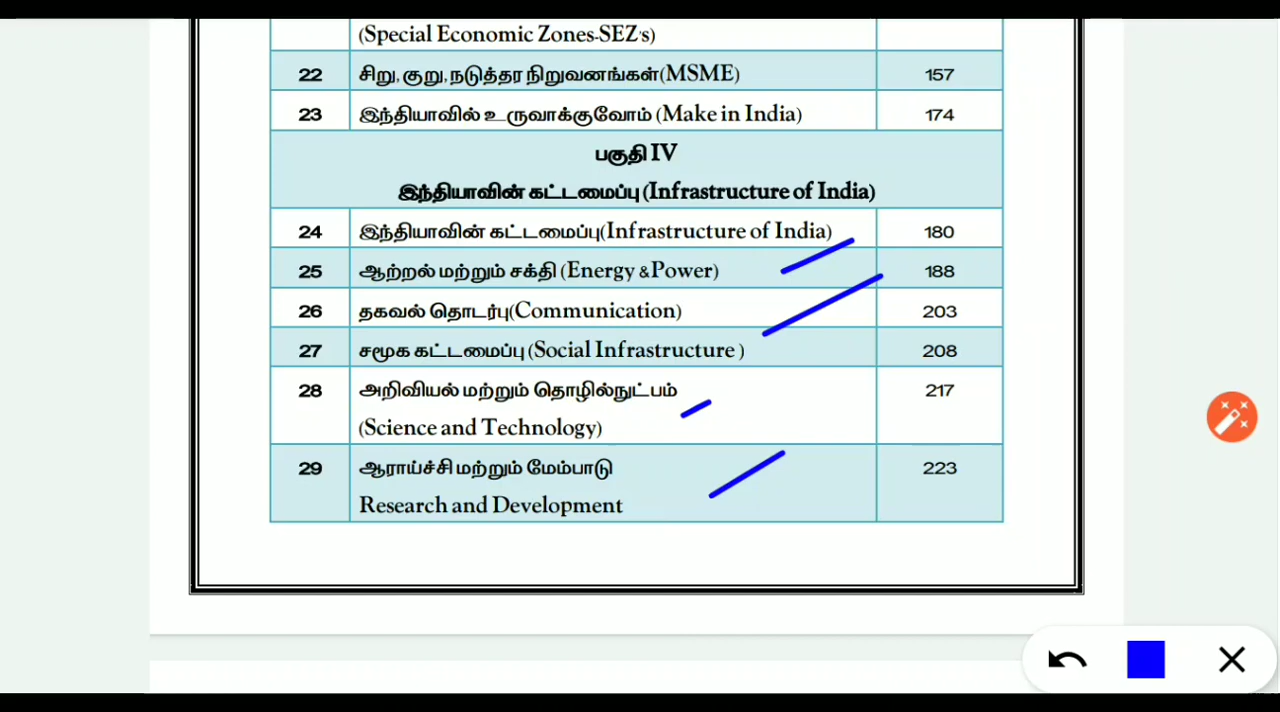 (Special Economic Zones-SEZ's)
22 சிறு, குறு, நடுத்தர நிறுவனங்கள்(MSME) 157
23 இந்தியாவில் உருவாக்குவோம் (Make in India) 174
பகுதி IV
இந்தியாவின் கட்டமைப்பு (Infrastructure of India)
24 இந்தியாவின் கட்டமைப்பு(Infrastructure of India) 180
25 ஆற்றல் மற்றும் சக்தி (Energy &Power) 188
26 தகவல் தொடர்பு(Communication) 203
27 சமூக கட்டமைப்பு (Social Infrastructure ) 208
28 அறிவியல் மற்றும் தொழில்நுட்பம் 217
(Science and Technology)
29 ஆராய்ச்சி மற்றும் மேம்பாடு 223
Research and Development